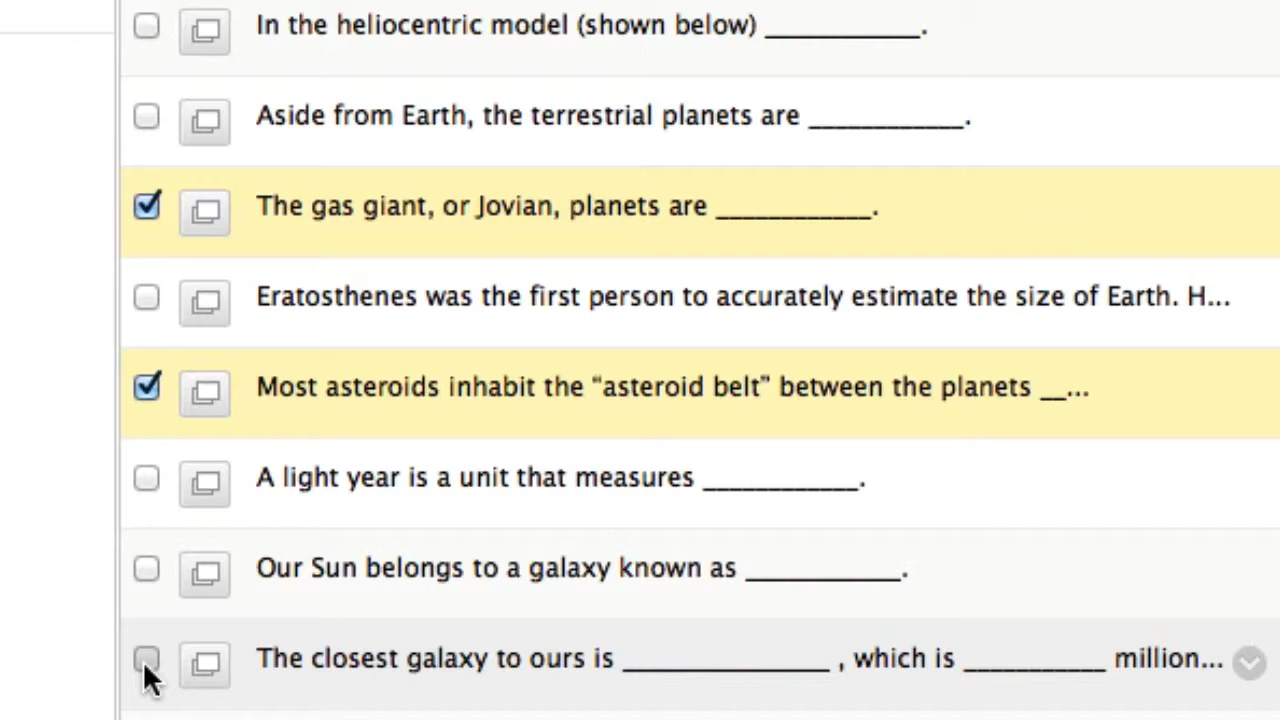 In the heliocentric model (shown below) ___________.
Aside from Earth, the terrestrial planets are ___________.
The gas giant, or Jovian, planets are ___________.
Eratosthenes was the first person to accurately estimate the size of Earth. H...
Most asteroids inhabit the “asteroid belt” between the planets __...
A light year is a unit that measures ___________.
Our Sun belongs to a galaxy known as ___________.
The closest galaxy to ours is _______________ , which is __________ million...